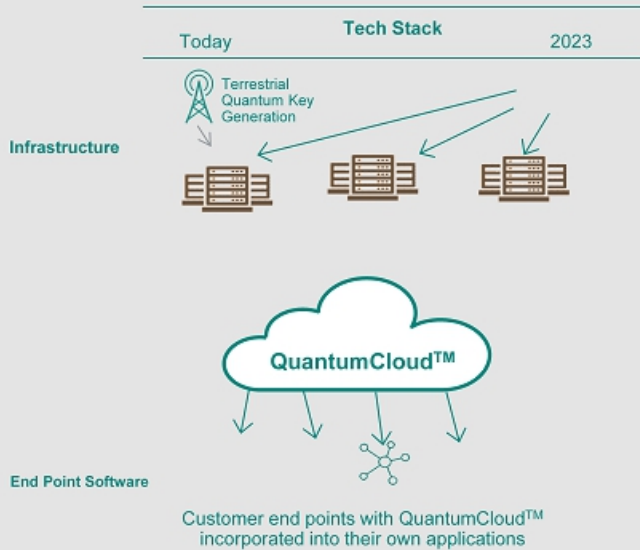 Tech Stack
Today
2023
Terrestrial
Quantum Key
Generation
Infrastructure
QuantumCloud™
End Point Software
Customer end points with QuantumCloud™
incorporated into their own applications